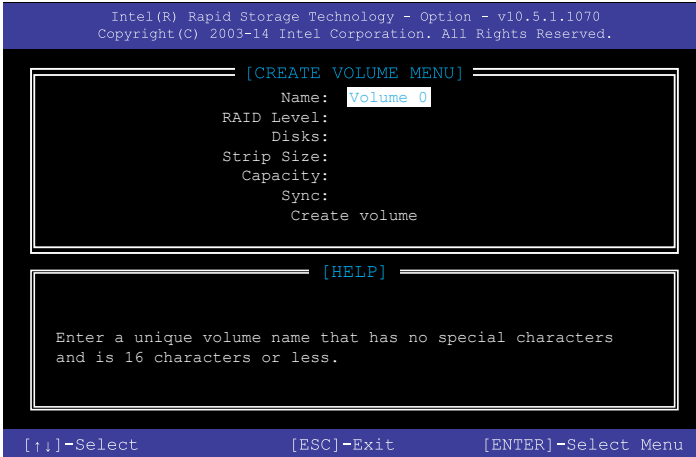 Intel(R) Rapid Storage Technology - Option - v10.5.1.1070
Copyright(C) 2003-14 Intel Corporation. All Rights Reserved.
[CREATE VOLUME MENU]
Name: Volume 0
RAID Level:
Disks:
Strip Size:
Capacity:
Sync:
Create volume
[HELP]
Enter a unique volume name that has no special characters
and is 16 characters or less.
[↑↓]-Select [ESC]-Exit [ENTER]-Select Menu